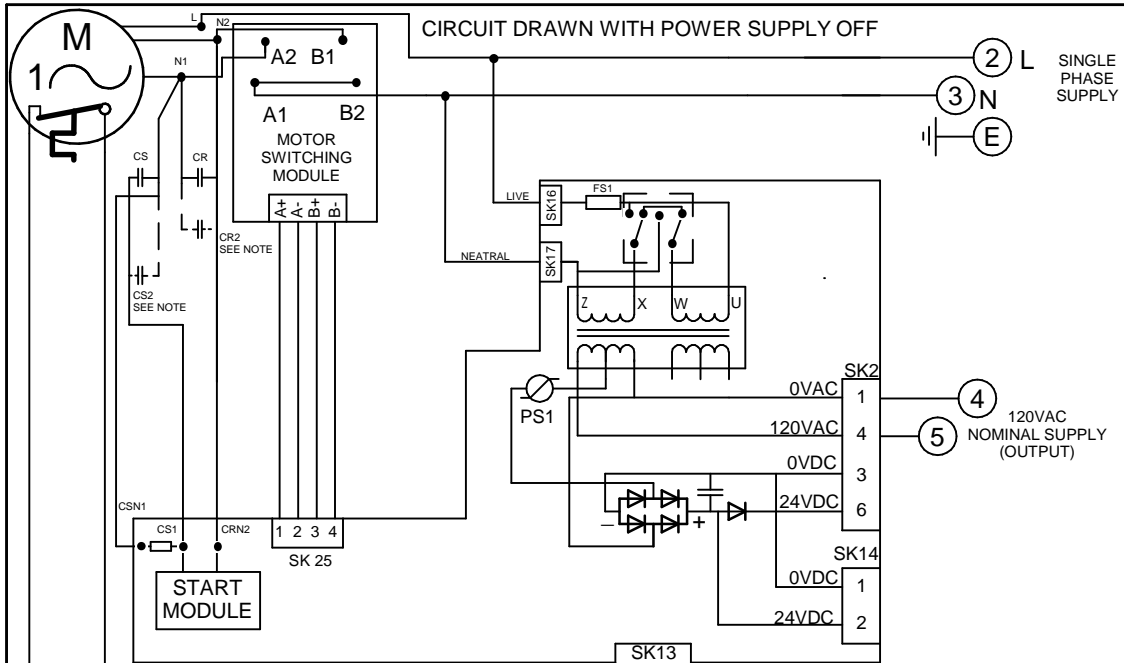 CIRCUIT DRAWN WITH POWER SUPPLY OFF
M
1
L
N2
N1
A2 B1
A1 B2
MOTOR
SWITCHING
MODULE
A+ A- B+ B-
2 L
3 N
E
SINGLE
PHASE
SUPPLY
CS
CR
CR2
SEE NOTE
CS2
SEE NOTE
LIVE
SK16
FS1
NEATRAL
SK17
Z X W U
PS1
SK2
0VAC 1
120VAC 4
0VDC 3
24VDC 6
4
5
120VAC
NOMINAL SUPPLY
(OUTPUT)
– +
SK14
0VDC 1
24VDC 2
CSN1
CS1
CRN2
1 2 3 4
SK 25
START
MODULE
SK13